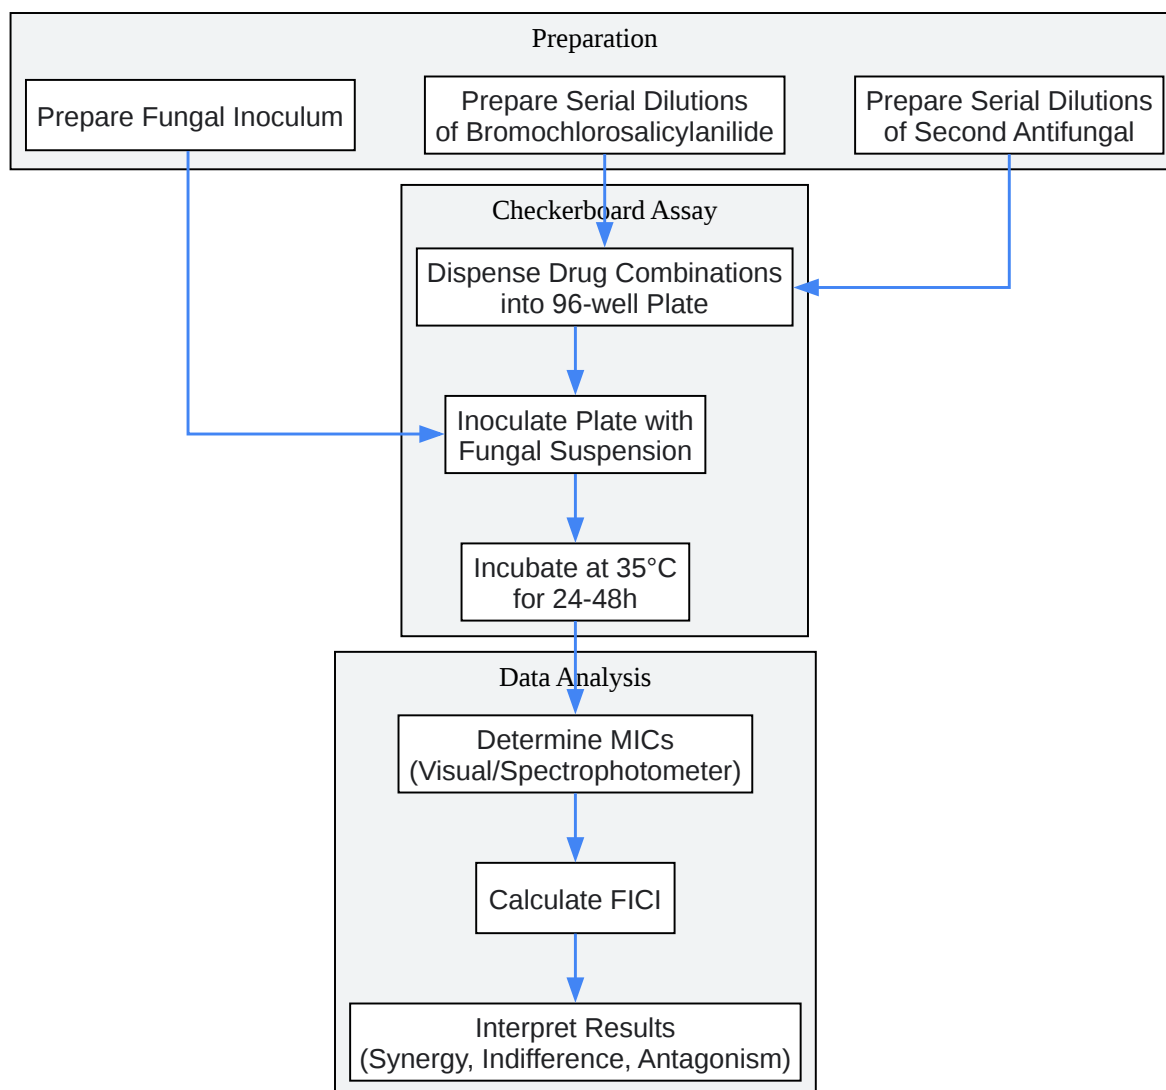 Preparation
Prepare Fungal Inoculum
Prepare Serial Dilutions
of Bromochlorosalicylanilide
Prepare Serial Dilutions
of Second Antifungal
Checkerboard Assay
Dispense Drug Combinations
into 96-well Plate
Inoculate Plate with
Fungal Suspension
Incubate at 35°C
for 24-48h
Data Analysis
Determine MICs
(Visual/Spectrophotometer)
Calculate FICI
Interpret Results
(Synergy, Indifference, Antagonism)